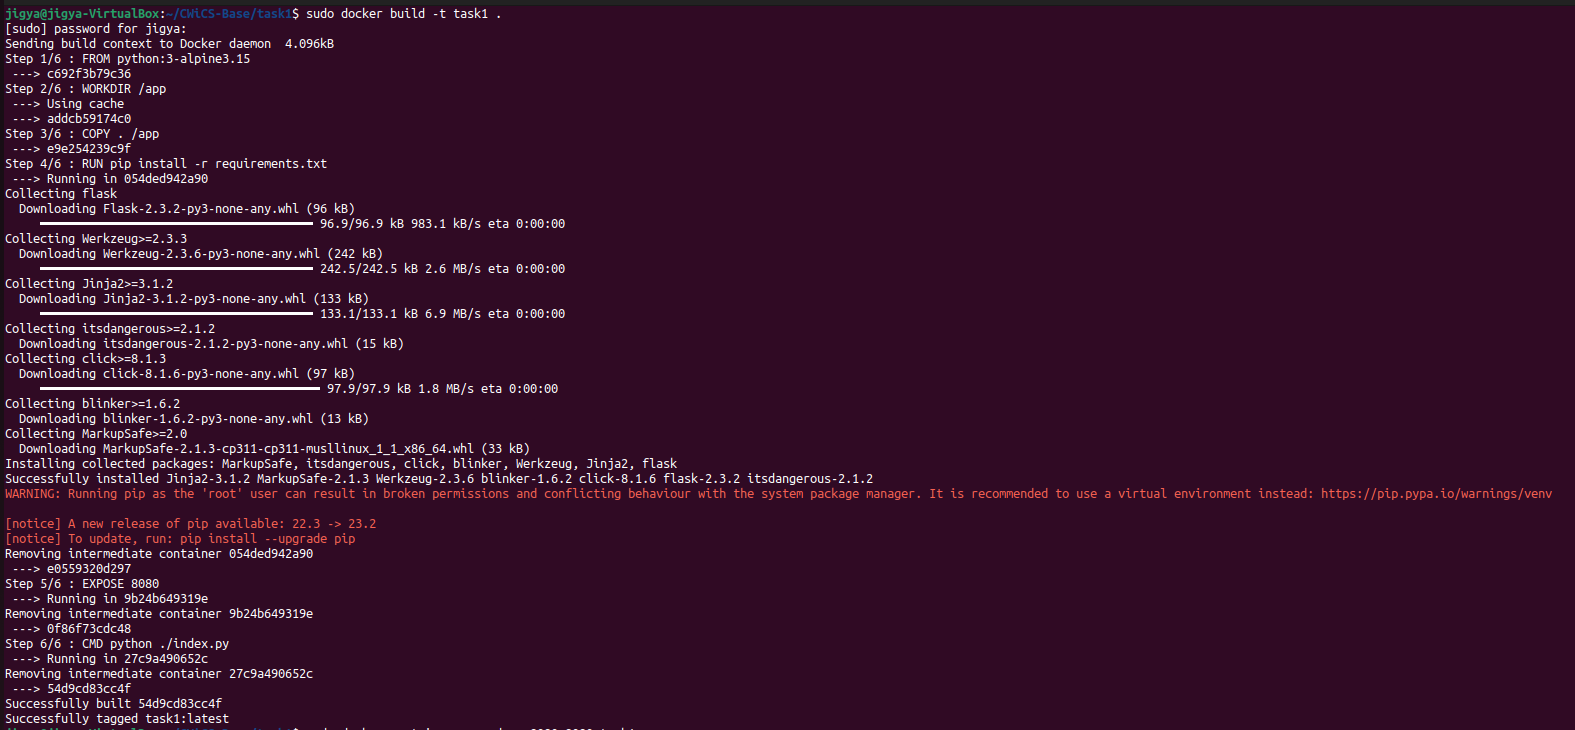 jigya@jigya-VirtualBox:~/CWiCS-Base/task1$ sudo docker build -t task1 .
[sudo] password for jigya:
Sending build context to Docker daemon  4.096kB
Step 1/6 : FROM python:3-alpine3.15
 ---> c692f3b79c36
Step 2/6 : WORKDIR /app
 ---> Using cache
 ---> addcb59174c0
Step 3/6 : COPY . /app
 ---> e9e254239c9f
Step 4/6 : RUN pip install -r requirements.txt
 ---> Running in 054ded942a90
Collecting flask
  Downloading Flask-2.3.2-py3-none-any.whl (96 kB)
96.9/96.9 kB 983.1 kB/s eta 0:00:00
Collecting Werkzeug>=2.3.3
  Downloading Werkzeug-2.3.6-py3-none-any.whl (242 kB)
242.5/242.5 kB 2.6 MB/s eta 0:00:00
Collecting Jinja2>=3.1.2
  Downloading Jinja2-3.1.2-py3-none-any.whl (133 kB)
133.1/133.1 kB 6.9 MB/s eta 0:00:00
Collecting itsdangerous>=2.1.2
  Downloading itsdangerous-2.1.2-py3-none-any.whl (15 kB)
Collecting click>=8.1.3
  Downloading click-8.1.6-py3-none-any.whl (97 kB)
97.9/97.9 kB 1.8 MB/s eta 0:00:00
Collecting blinker>=1.6.2
  Downloading blinker-1.6.2-py3-none-any.whl (13 kB)
Collecting MarkupSafe>=2.0
  Downloading MarkupSafe-2.1.3-cp311-cp311-musllinux_1_1_x86_64.whl (33 kB)
Installing collected packages: MarkupSafe, itsdangerous, click, blinker, Werkzeug, Jinja2, flask
Successfully installed Jinja2-3.1.2 MarkupSafe-2.1.3 Werkzeug-2.3.6 blinker-1.6.2 click-8.1.6 flask-2.3.2 itsdangerous-2.1.2
WARNING: Running pip as the 'root' user can result in broken permissions and conflicting behaviour with the system package manager. It is recommended to use a virtual environment instead: https://pip.pypa.io/warnings/venv
[notice] A new release of pip available: 22.3 -> 23.2
[notice] To update, run: pip install --upgrade pip
Removing intermediate container 054ded942a90
 ---> e0559320d297
Step 5/6 : EXPOSE 8080
 ---> Running in 9b24b649319e
Removing intermediate container 9b24b649319e
 ---> 0f86f73cdc48
Step 6/6 : CMD python ./index.py
 ---> Running in 27c9a490652c
Removing intermediate container 27c9a490652c
 ---> 54d9cd83cc4f
Successfully built 54d9cd83cc4f
Successfully tagged task1:latest